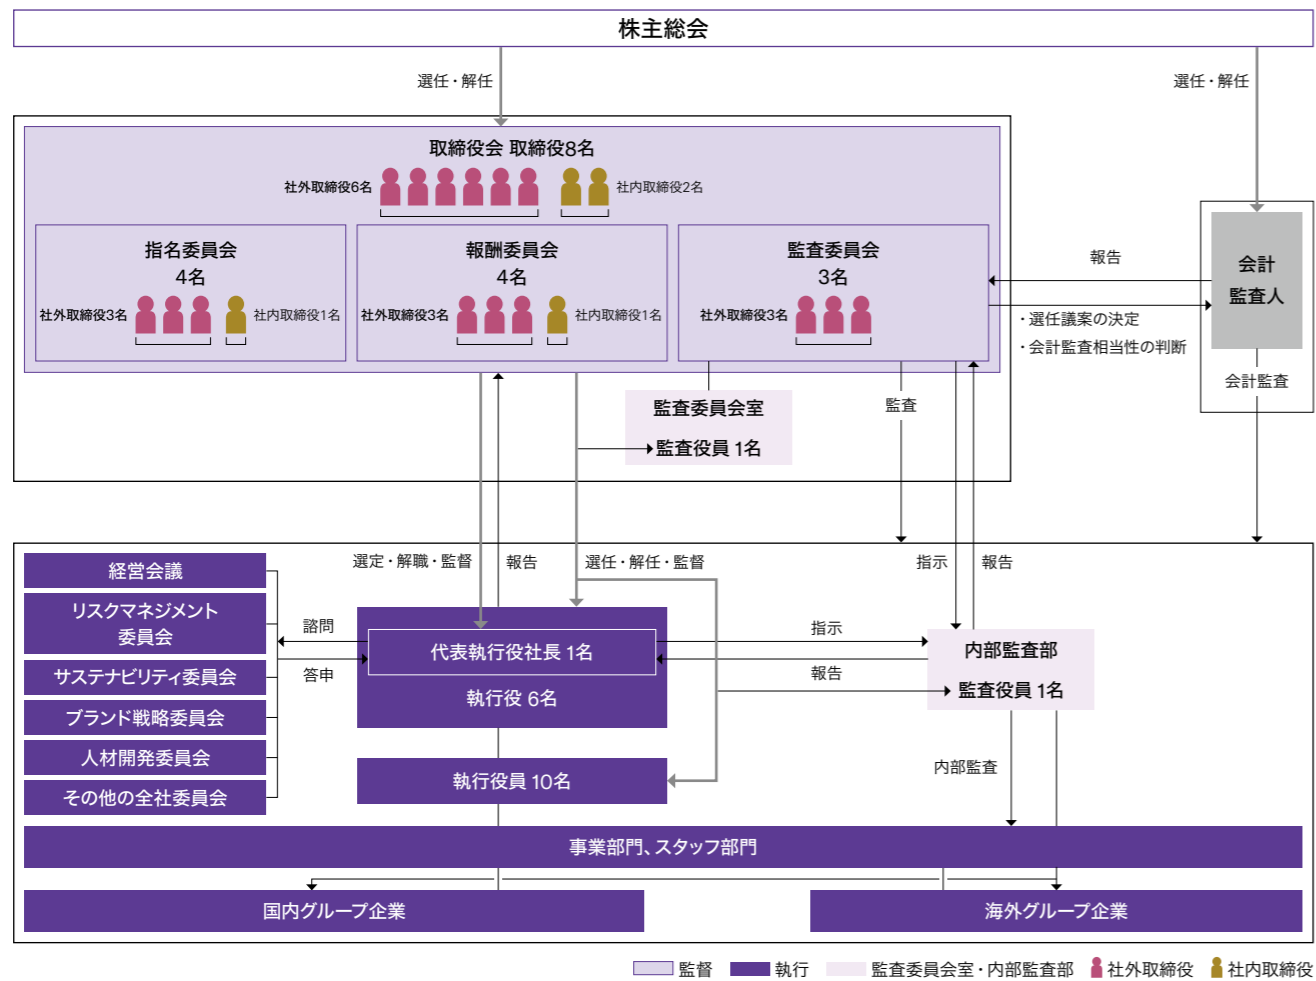 株主総会
選任・解任
選任・解任
取締役会 取締役8名
社外取締役6名
社内取締役2名
指名委員会
4名
社外取締役3名
社内取締役1名
報酬委員会
4名
社外取締役3名
社内取締役1名
監査委員会
3名
社外取締役3名
報告
・選任議案の決定
・会計監査相当性の判断
会計
監査人
会計監査
監査委員会室
監査役員 1名
監査
選定・解職・監督
報告
選任・解任・監督
指示
報告
経営会議
リスクマネジメント
委員会
サステナビリティ委員会
ブランド戦略委員会
人材開発委員会
その他の全社委員会
諮問
答申
代表執行役社長 1名
執行役 6名
執行役員 10名
指示
報告
内部監査部
監査役員 1名
内部監査
事業部門、スタッフ部門
国内グループ企業
海外グループ企業
監督
執行
監査委員会室・内部監査部
社外取締役
社内取締役